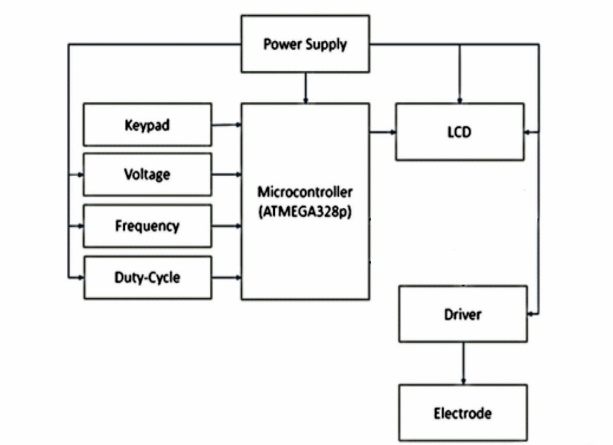 Power Supply
Keypad
Voltage
Frequency
Duty-Cycle
Microcontroller
(ATMEGA328p)
LCD
Driver
Electrode